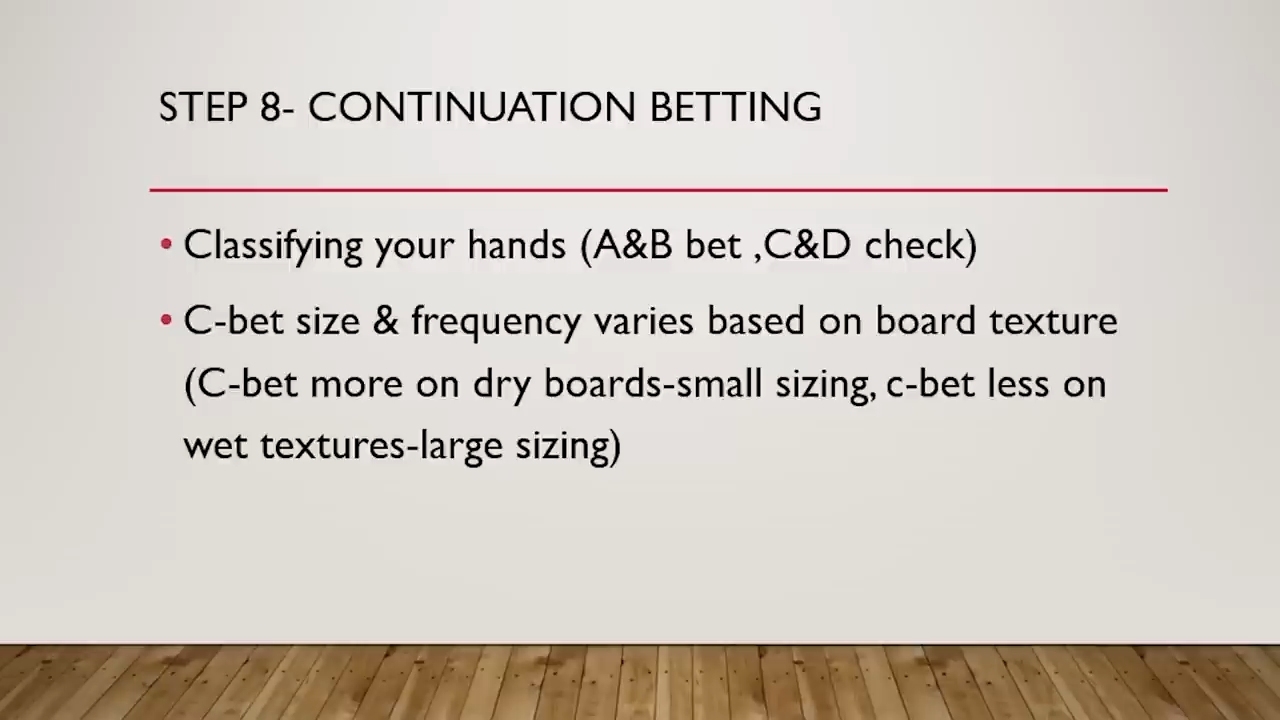 STEP 8- CONTINUATION BETTING
• Classifying your hands (A&B bet ,C&D check)
• C-bet size & frequency varies based on board texture
(C-bet more on dry boards-small sizing, c-bet less on
wet textures-large sizing)